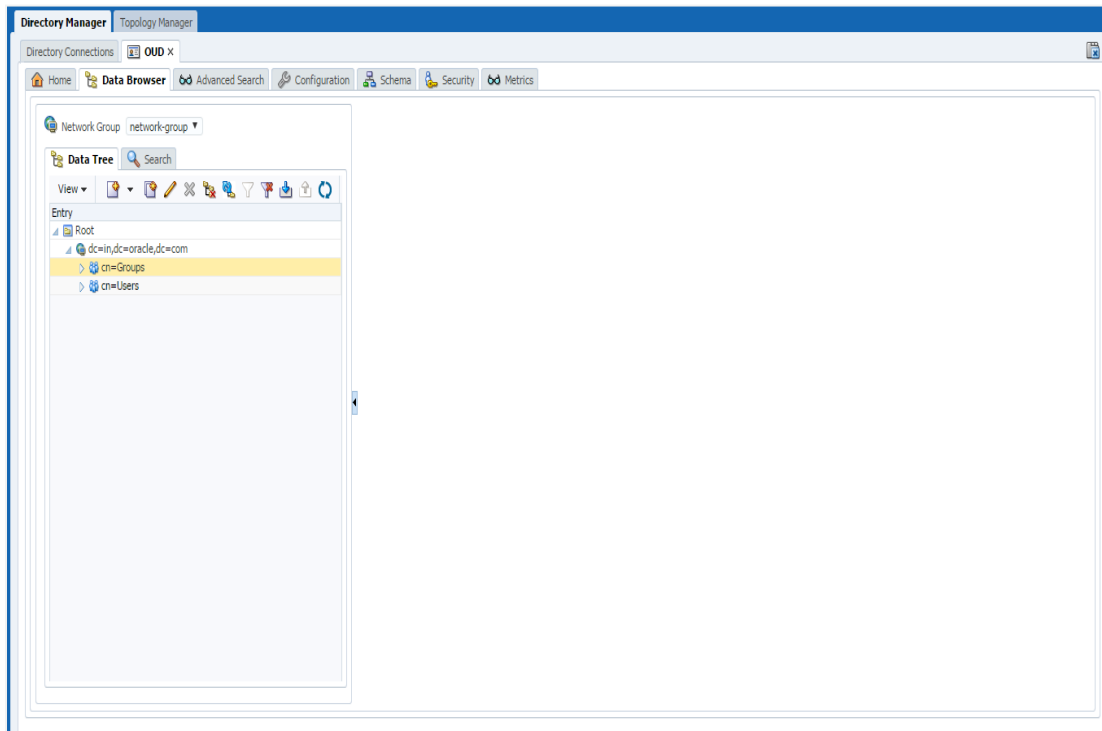 Directory Manager Topology Manager
Directory Connections OUD ×
Home Data Browser Advanced Search Configuration Schema Security Metrics
Network Group network-group
Data Tree Search
View
Entry
Root
dc=in,dc=oracle,dc=com
cn=Groups
cn=Users